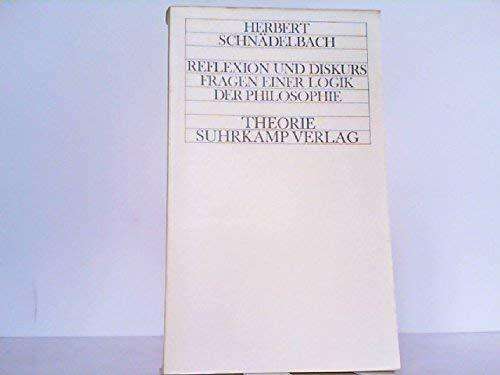 HERBERT
SCHNÄDELBACH
REFLEXION UND DISKURS
FRAGEN EINER LOGIK
DER PHILOSOPHIE
THEORIE
SUHRKAMP VERLAG